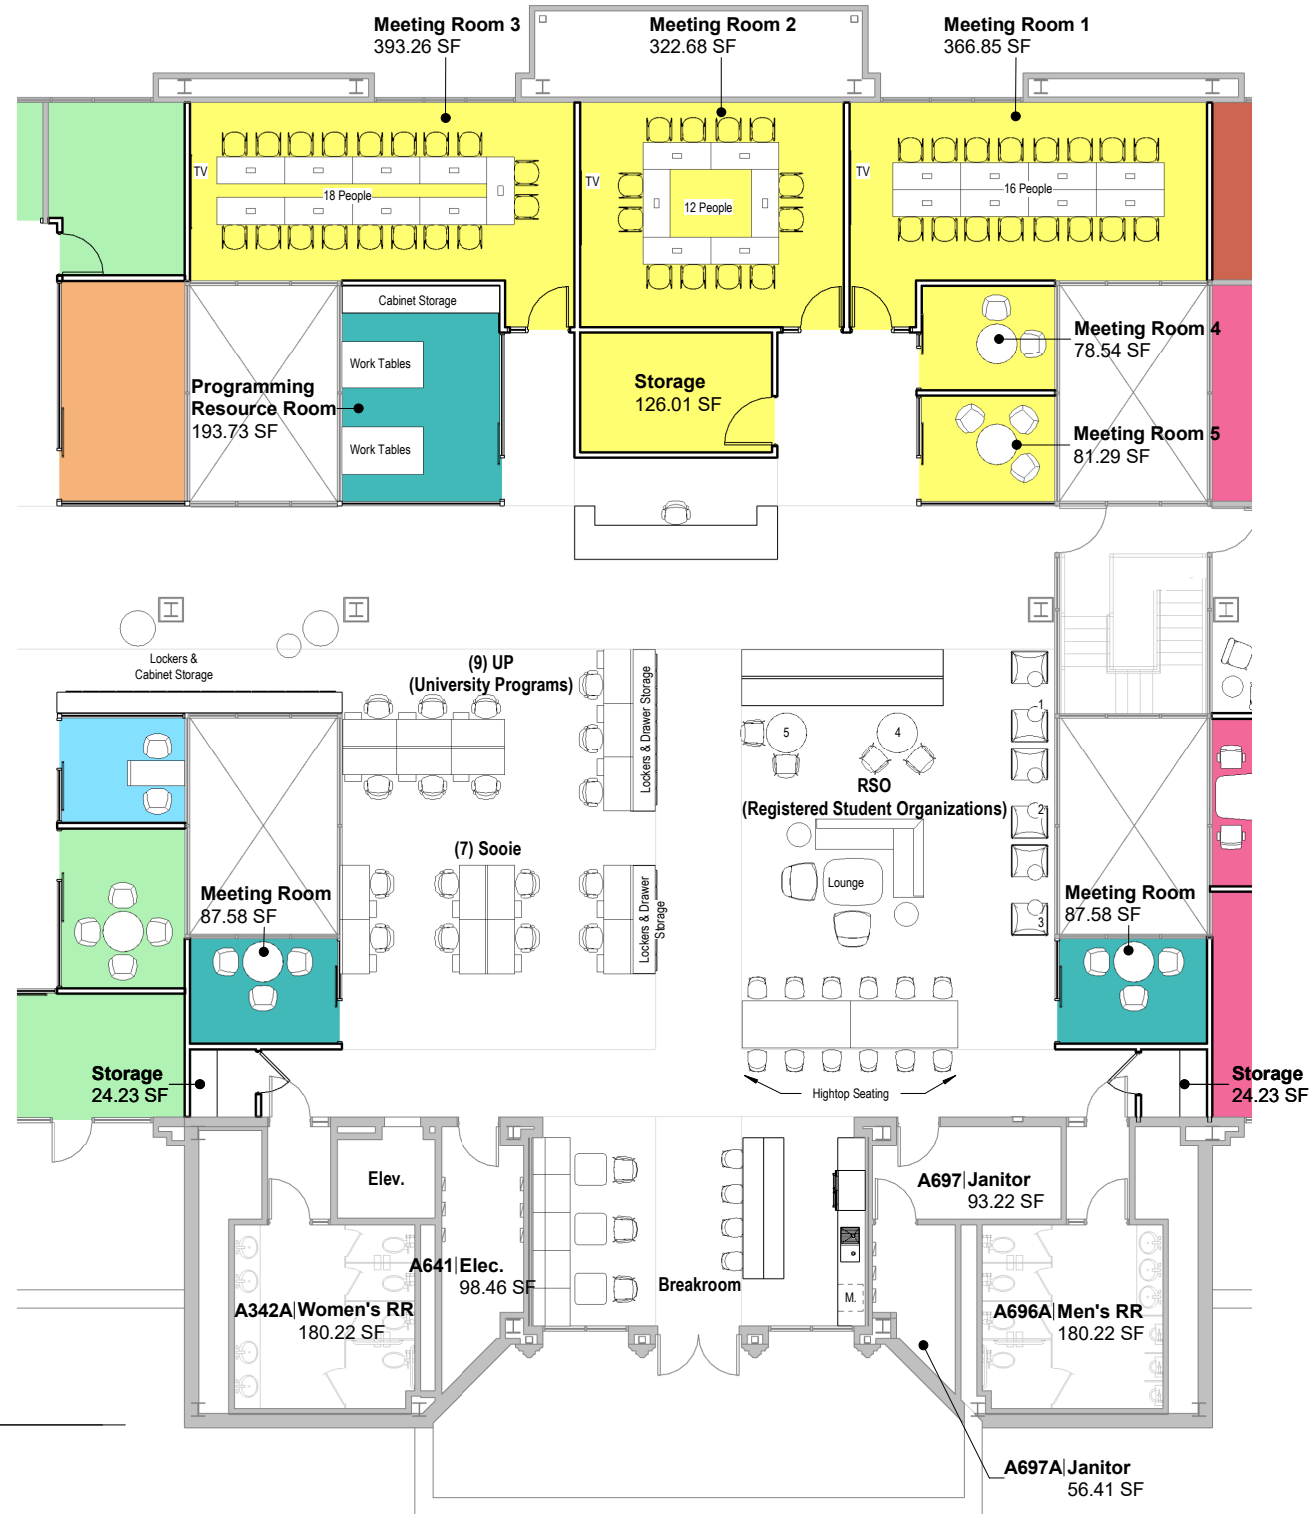 Meeting Room 3
393.26 SF
Meeting Room 2
322.68 SF
Meeting Room 1
366.85 SF
TV
18 People
TV
12 People
TV
16 People
Cabinet Storage
Work Tables
Programming
Resource Room
193.73 SF
Work Tables
Storage
126.01 SF
Meeting Room 4
78.54 SF
Meeting Room 5
81.29 SF
Lockers &
Cabinet Storage
(9) UP
(University Programs)
Lockers & Drawer Storage
1
5
4
RSO
(Registered Student Organizations)
2
(7) Sooie
Lounge
Lockers & Drawer
Storage
3
Meeting Room
87.58 SF
Meeting Room
87.58 SF
Storage
24.23 SF
Hightop Seating
Storage
24.23 SF
Elev.
A697|Janitor
93.22 SF
A641|Elec.
98.46 SF
Breakroom
M.
A342A|Women's RR
180.22 SF
A696A|Men's RR
180.22 SF
A697A|Janitor
56.41 SF